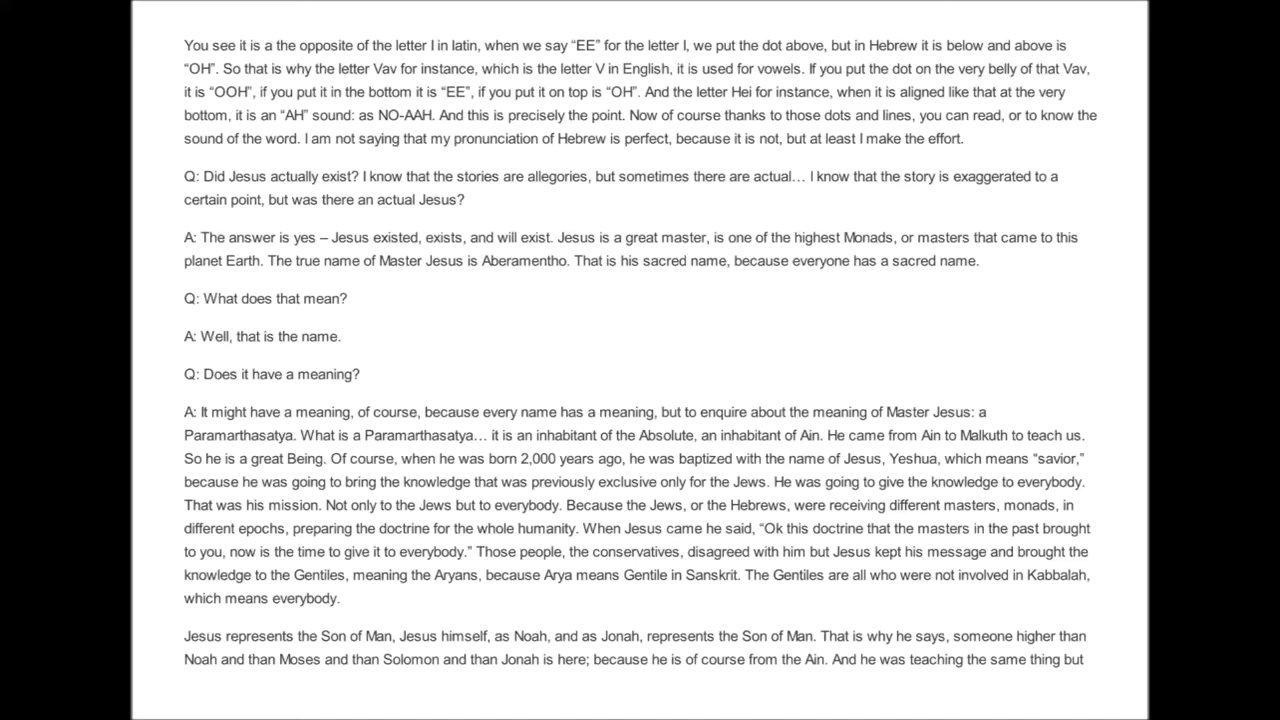 You see it is a the opposite of the letter I in latin, when we say “EE” for the letter I, we put the dot above, but in Hebrew it is below and above is
“OH”. So that is why the letter Vav for instance, which is the letter V in English, it is used for vowels. If you put the dot on the very belly of that Vav,
it is “OOH”, if you put it in the bottom it is “EE”, if you put it on top is “OH”. And the letter Hei for instance, when it is aligned like that at the very
bottom, it is an “AH” sound: as NO-AAH. And this is precisely the point. Now of course thanks to those dots and lines, you can read, or to know the
sound of the word. I am not saying that my pronunciation of Hebrew is perfect, because it is not, but at least I make the effort.
Q: Did Jesus actually exist? I know that the stories are allegories, but sometimes there are actual… I know that the story is exaggerated to a
certain point, but was there an actual Jesus?
A: The answer is yes – Jesus existed, exists, and will exist. Jesus is a great master, is one of the highest Monads, or masters that came to this
planet Earth. The true name of Master Jesus is Aberamentho. That is his sacred name, because everyone has a sacred name.
Q: What does that mean?
A: Well, that is the name.
Q: Does it have a meaning?
A: It might have a meaning, of course, because every name has a meaning, but to enquire about the meaning of Master Jesus: a
Paramarthasatya. What is a Paramarthasatya… it is an inhabitant of the Absolute, an inhabitant of Ain. He came from Ain to Malkuth to teach us.
So he is a great Being. Of course, when he was born 2,000 years ago, he was baptized with the name of Jesus, Yeshua, which means “savior,”
because he was going to bring the knowledge that was previously exclusive only for the Jews. He was going to give the knowledge to everybody.
That was his mission. Not only to the Jews but to everybody. Because the Jews, or the Hebrews, were receiving different masters, monads, in
different epochs, preparing the doctrine for the whole humanity. When Jesus came he said, “Ok this doctrine that the masters in the past brought
to you, now is the time to give it to everybody.” Those people, the conservatives, disagreed with him but Jesus kept his message and brought the
knowledge to the Gentiles, meaning the Aryans, because Arya means Gentile in Sanskrit. The Gentiles are all who were not involved in Kabbalah,
which means everybody.
Jesus represents the Son of Man, Jesus himself, as Noah, and as Jonah, represents the Son of Man. That is why he says, someone higher than
Noah and than Moses and than Solomon and than Jonah is here; because he is of course from the Ain. And he was teaching the same thing but